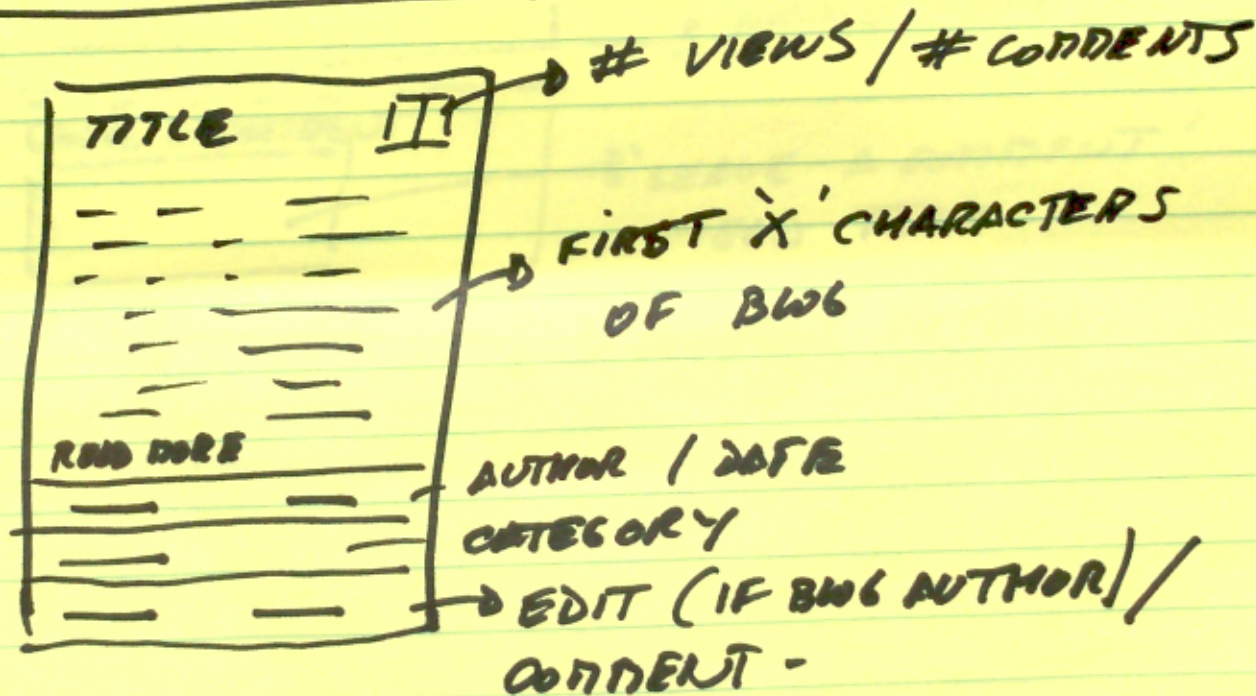 # VIEWS / # COMMENTS
TITLE
FIRST 'X' CHARACTERS
OF BLOG
READ MORE
AUTHOR / DATE
CATEGORY
EDIT (IF BLOG AUTHOR) /
COMMENT -